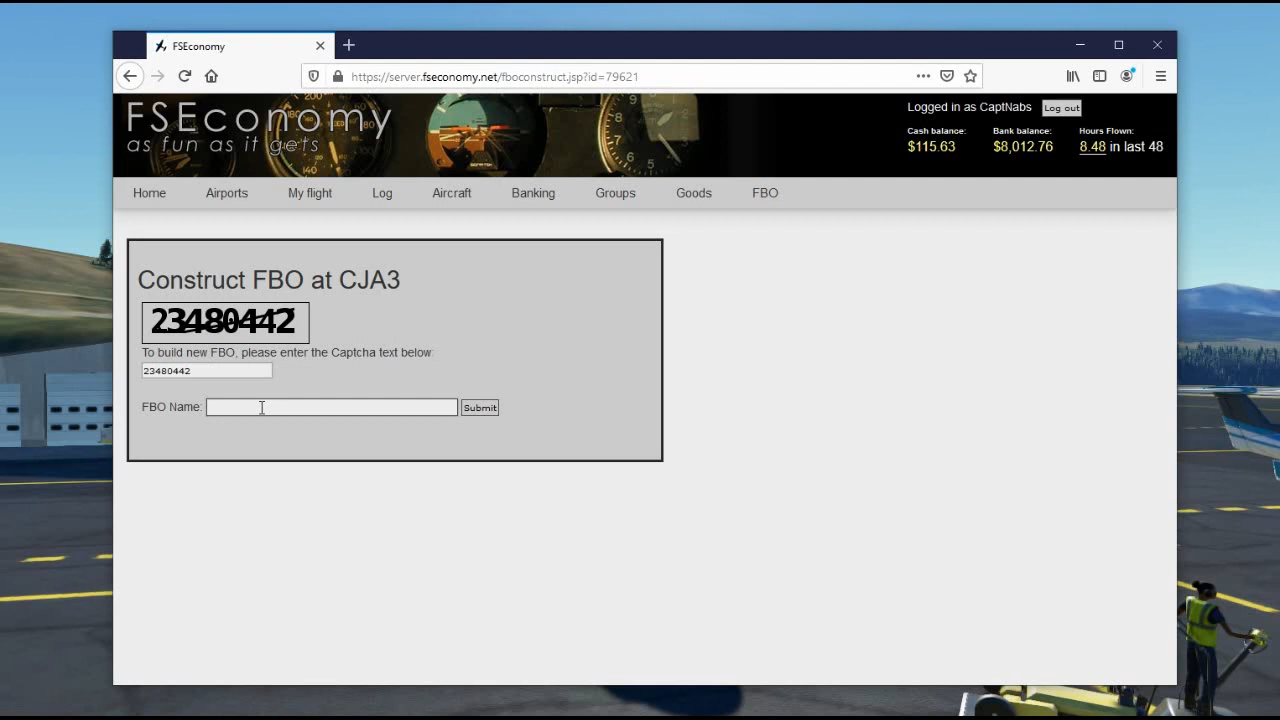 FSEconomy
https://server.fseconomy.net/fboconstruct.jsp?id=79621
FSEconomy
as fun as it gets
Logged in as CaptNabs Log out
Cash balance: Bank balance: Hours Flown:
$115.63 $8,012.76 8.48 in last 48
Home Airports My flight Log Aircraft Banking Groups Goods FBO
Construct FBO at CJA3
23480442
To build new FBO, please enter the Captcha text below:
23480442
FBO Name: Submit